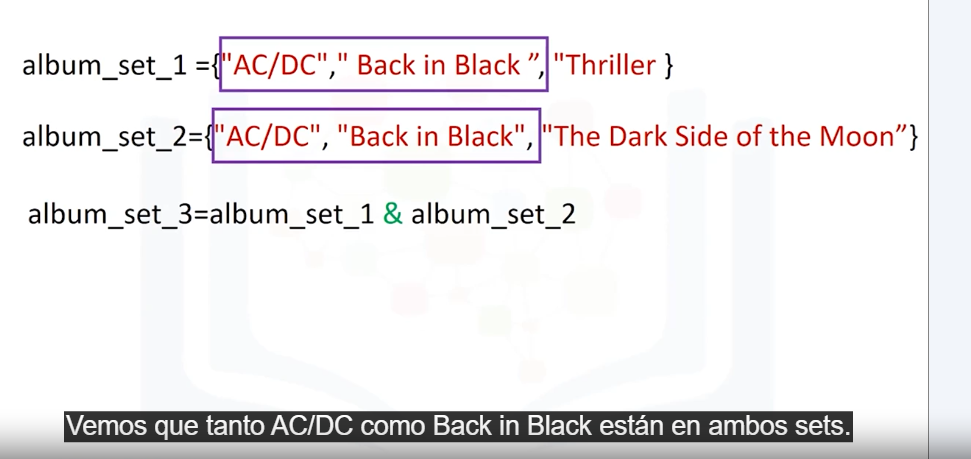 album_set_1 ={"AC/DC"," Back in Black ”, "Thriller }
album_set_2={"AC/DC", "Back in Black", "The Dark Side of the Moon”}
album_set_3=album_set_1 & album_set_2
Vemos que tanto AC/DC como Back in Black están en ambos sets.